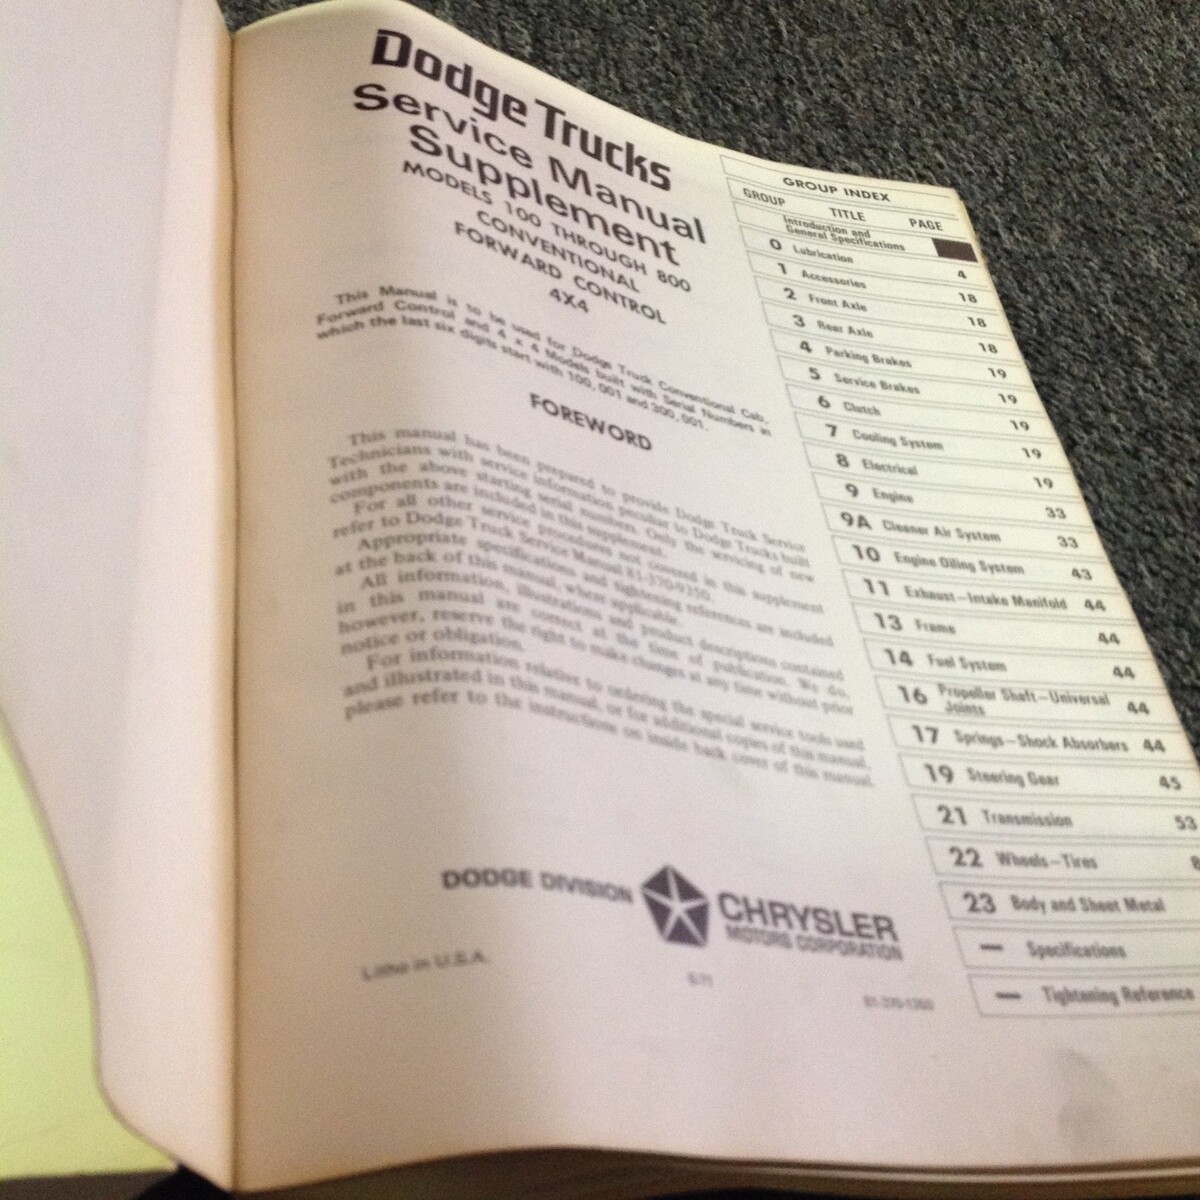 Dodge Trucks
Service Manual
Supplement
MODELS 100 THROUGH 800
CONVENTIONAL
FORWARD CONTROL
4X4
This Manual is to be used for Dodge Truck Conventional Cab,
Forward Control and 4 x 4 Models built with Serial Numbers in
which the last six digits start with 100,001 and 300,001.
FOREWORD
This manual has been prepared to provide Dodge Truck Service
Technicians with service information peculiar to Dodge Trucks built
with the above starting serial numbers. Only the servicing of new
components are included in this supplement.
For all other service procedures not covered in this supplement
refer to Dodge Truck Service Manual 81-370-9350.
Appropriate specifications and tightening references are included
at the back of this manual, where applicable.
All information, illustrations and product descriptions contained
in this manual are correct at the time of publication. We do,
however, reserve the right to make changes at any time without prior
notice or obligation.
For information relative to ordering the special service tools used
and illustrated in this manual, or for additional copies of this manual,
please refer to the instructions on inside back cover of this manual.
DODGE DIVISION CHRYSLER
MOTORS CORPORATION
Litho in U.S.A.
GROUP INDEX
GROUP TITLE PAGE
Introduction and
General Specifications
0 Lubrication 4
1 Accessories 18
2 Front Axle 18
3 Rear Axle 18
4 Parking Brakes 19
5 Service Brakes 19
6 Clutch 19
7 Cooling System 19
8 Electrical 19
9 Engine 33
9A Cleaner Air System 33
10 Engine Oiling System 43
11 Exhaust—Intake Manifold 44
13 Frame 44
14 Fuel System 44
16 Propeller Shaft—Universal
Joints 44
17 Springs—Shock Absorbers 44
19 Steering Gear 45
21 Transmission 53
22 Wheels—Tires 8
23 Body and Sheet Metal
— Specifications
— Tightening Reference